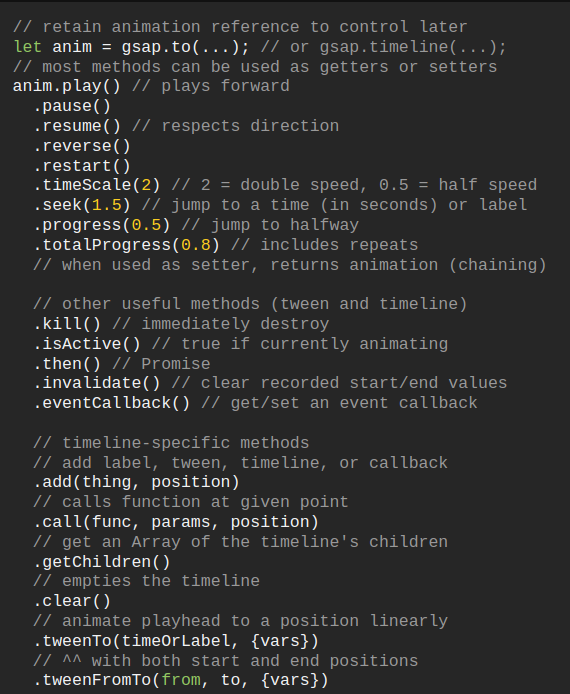 // retain animation reference to control later
let anim = gsap.to(...); // or gsap.timeline(...);
// most methods can be used as getters or setters
anim.play() // plays forward
  .pause()
  .resume() // respects direction
  .reverse()
  .restart()
  .timeScale(2) // 2 = double speed, 0.5 = half speed
  .seek(1.5) // jump to a time (in seconds) or label
  .progress(0.5) // jump to halfway
  .totalProgress(0.8) // includes repeats
  // when used as setter, returns animation (chaining)

  // other useful methods (tween and timeline)
  .kill() // immediately destroy
  .isActive() // true if currently animating
  .then() // Promise
  .invalidate() // clear recorded start/end values
  .eventCallback() // get/set an event callback

  // timeline-specific methods
  // add label, tween, timeline, or callback
  .add(thing, position)
  // calls function at given point
  .call(func, params, position)
  // get an Array of the timeline's children
  .getChildren()
  // empties the timeline
  .clear()
  // animate playhead to a position linearly
  .tweenTo(timeOrLabel, {vars})
  // ^^ with both start and end positions
  .tweenFromTo(from, to, {vars})